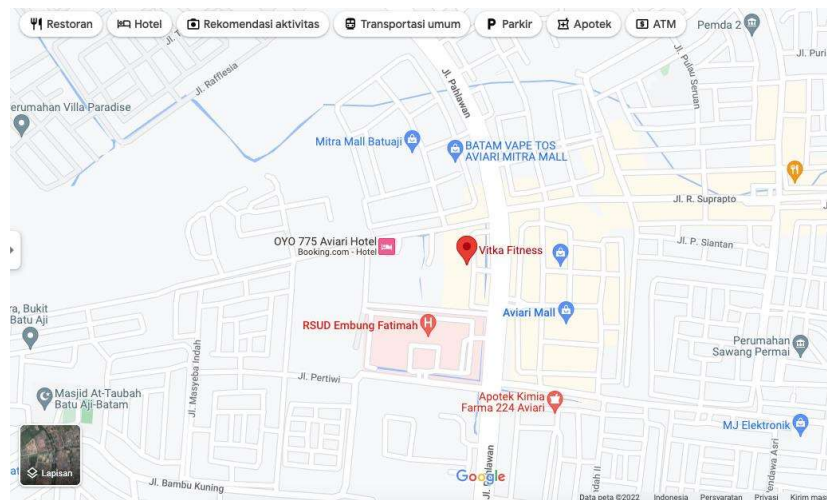 Restoran
Hotel
Rekomendasi aktivitas
Transportasi umum
Parkir
Apotek
ATM
Pemda 2
Jl. Puri
Jl. Rafflesia
Jl. Pahlawan
Jl. Pulau Seruan
erumahan Villa Paradise
Mitra Mall Batuaji
BATAM VAPE TOS
AVIARI MITRA MALL
Jl. R. Suprapto
OYO 775 Aviari Hotel
Booking.com - Hotel
Vitka Fitness
Jl. P. Siantan
ra, Bukit
Batu Aji
RSUD Embung Fatimah
Aviari Mall
Perumahan
Sawang Permai
Jl. Masyeba Indah
Jl. Pertiwi
Masjid At-Taubah
Batu Aji-Batam
Apotek Kimia
Farma 224 Aviari
MJ Elektronik
Lapisan
Jl. Bambu Kuning
Google
Data peta ©2022
Indonesia
Persyaratan
Privasi